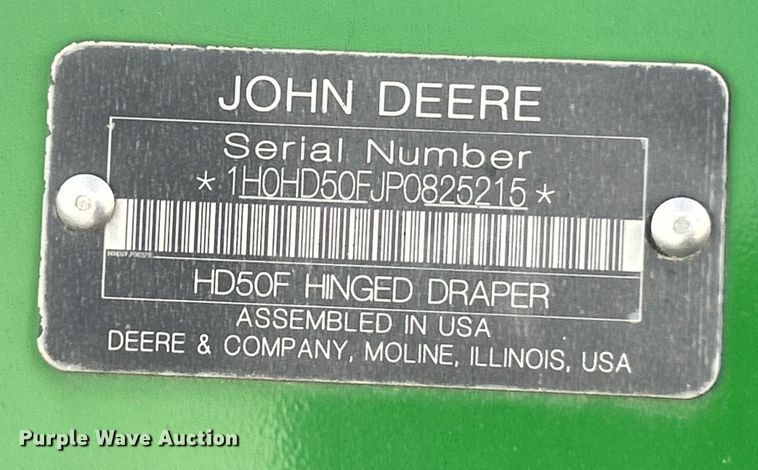 JOHN DEERE
Serial Number
*1H0HD50FJP0825215*
HD50F HINGED DRAPER
ASSEMBLED IN USA
DEERE & COMPANY, MOLINE, ILLINOIS, USA
Purple Wave Auction